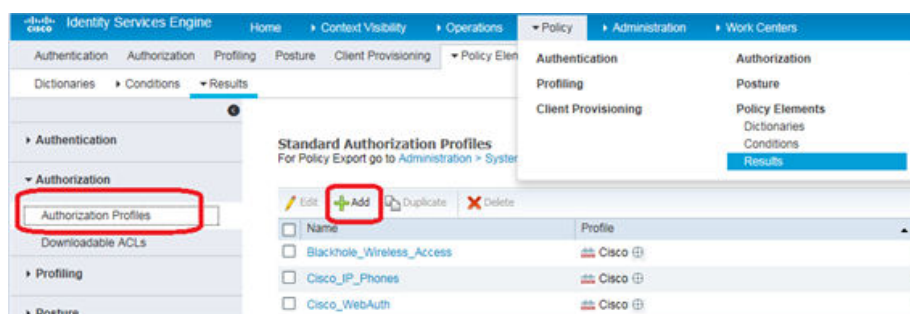 cisco Identity Services Engine Home Context Visibility Operations Policy Administration Work Centers
Authentication Authorization Profiling Posture Client Provisioning Policy Elem
Dictionaries Conditions Results
Authentication Authorization
Profiling Posture
Client Provisioning Policy Elements
Dictionaries
Conditions
Results
Authentication
Authorization
Authorization Profiles
Downloadable ACLs
Profiling
Posture
Standard Authorization Profiles
For Policy Export go to Administration > Syster
Edit Add Duplicate Delete
Name Profile
Blackhole_Wireless_Access Cisco
Cisco_IP_Phones Cisco
Cisco_WebAuth Cisco